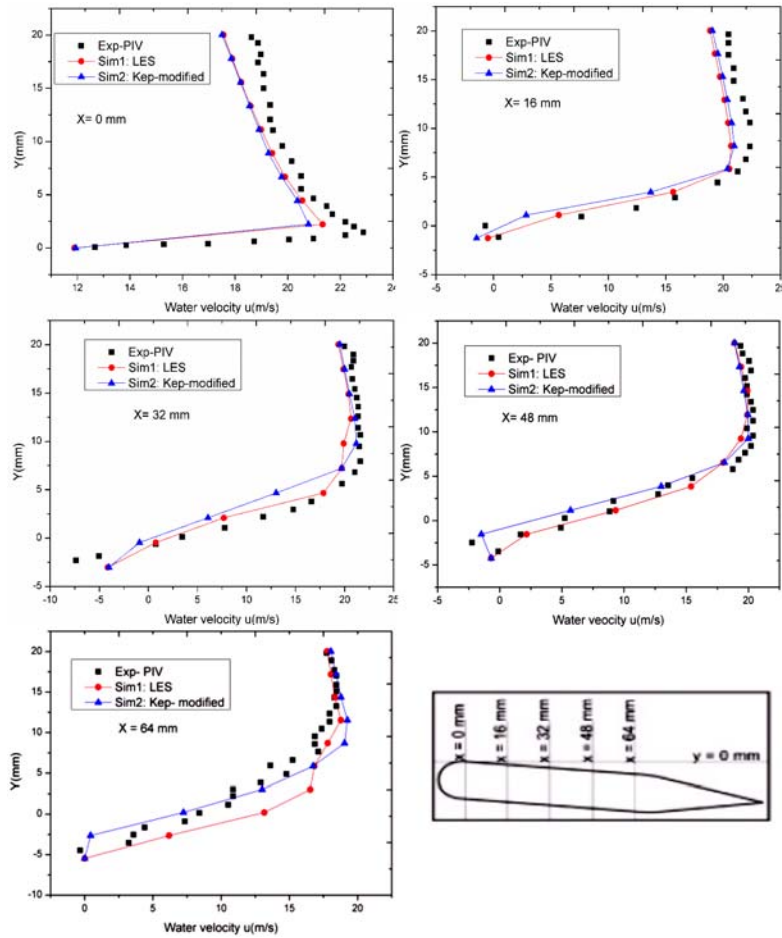 20
15
10
5
0
-5
Exp-PIV
Sim1: LES
Sim2: Kep-modified
X= 0 mm
Y(mm)
12 14 16 18 20 22 24
Water velocity u(m/s)
20
15
10
5
0
-5
Exp-PIV
Sim1: LES
Sim2: Kep-modified
X= 16 mm
Y(mm)
-5 0 5 10 15 20 25
Water velocity u(m/s)
20
15
10
5
0
-5
Exp-PIV
Sim1: LES
Sim2: Kep-modified
X= 32 mm
Y(mm)
-10 -5 0 5 10 15 20 25
Water velocity u(m/s)
20
15
10
5
0
-5
Exp- PIV
Sim1: LES
Sim2: Kep-modified
X= 48 mm
Y(mm)
-5 0 5 10 15 20
Water veocity u(m/s)
20
15
10
5
0
-5
-10
Exp- PIV
Sim1: LES
Sim2: Kep- modified
X = 64 mm
Y(mm)
0 5 10 15 20
Water velocity u(m/s)
x = 0 mm
x = 16 mm
x = 32 mm
x = 48 mm
x = 64 mm
y = 0 mm